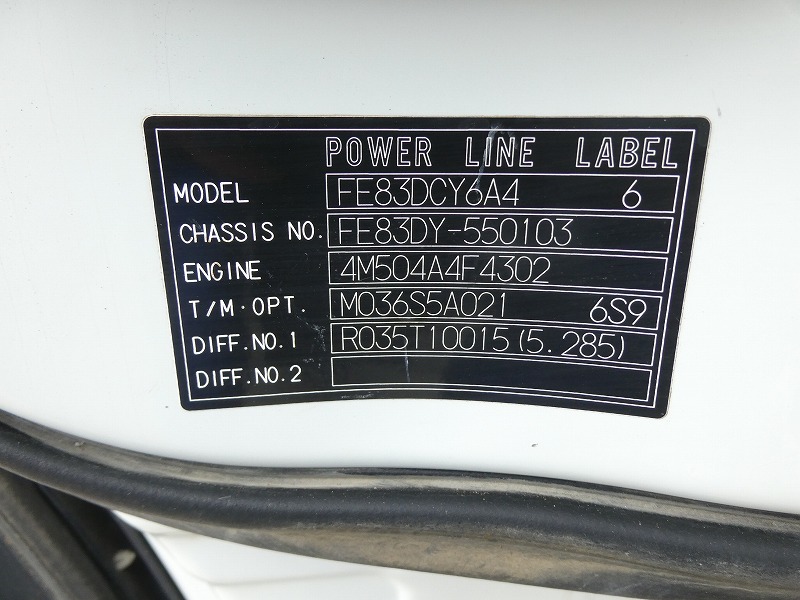 POWER LINE LABEL
MODEL FE83DCY6A4 6
CHASSIS NO. FE83DY-550103
ENGINE 4M504A4F4302
T/M·OPT. M036S5A021 6S9
DIFF.NO.1 R035T10015(5.285)
DIFF.NO.2